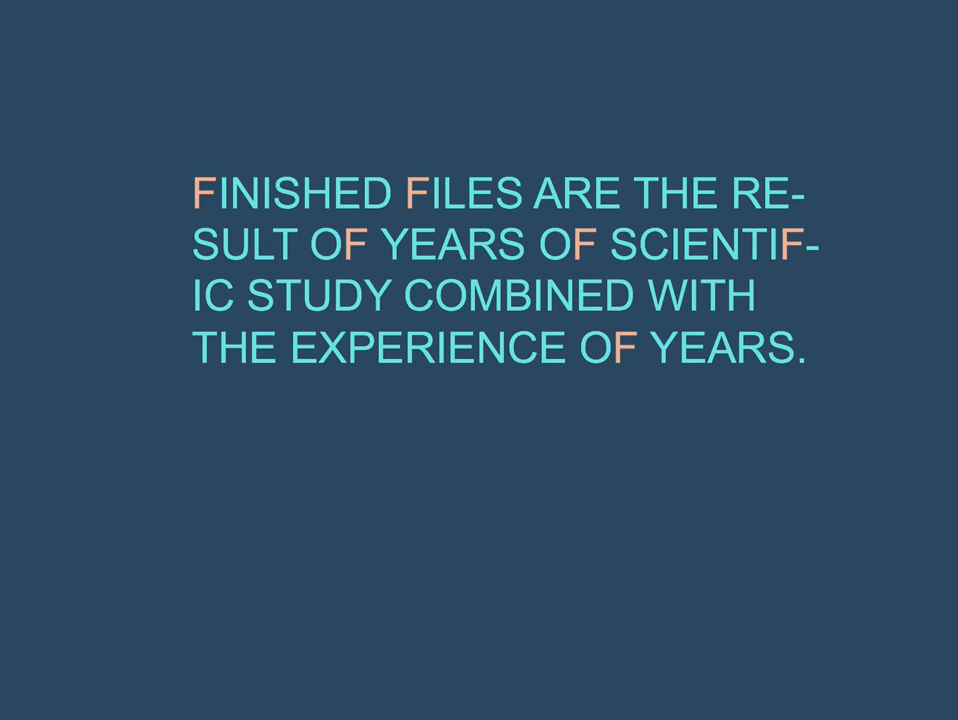 FINISHED FILES ARE THE RE-
SULT OF YEARS OF SCIENTIF-
IC STUDY COMBINED WITH
THE EXPERIENCE OF YEARS.